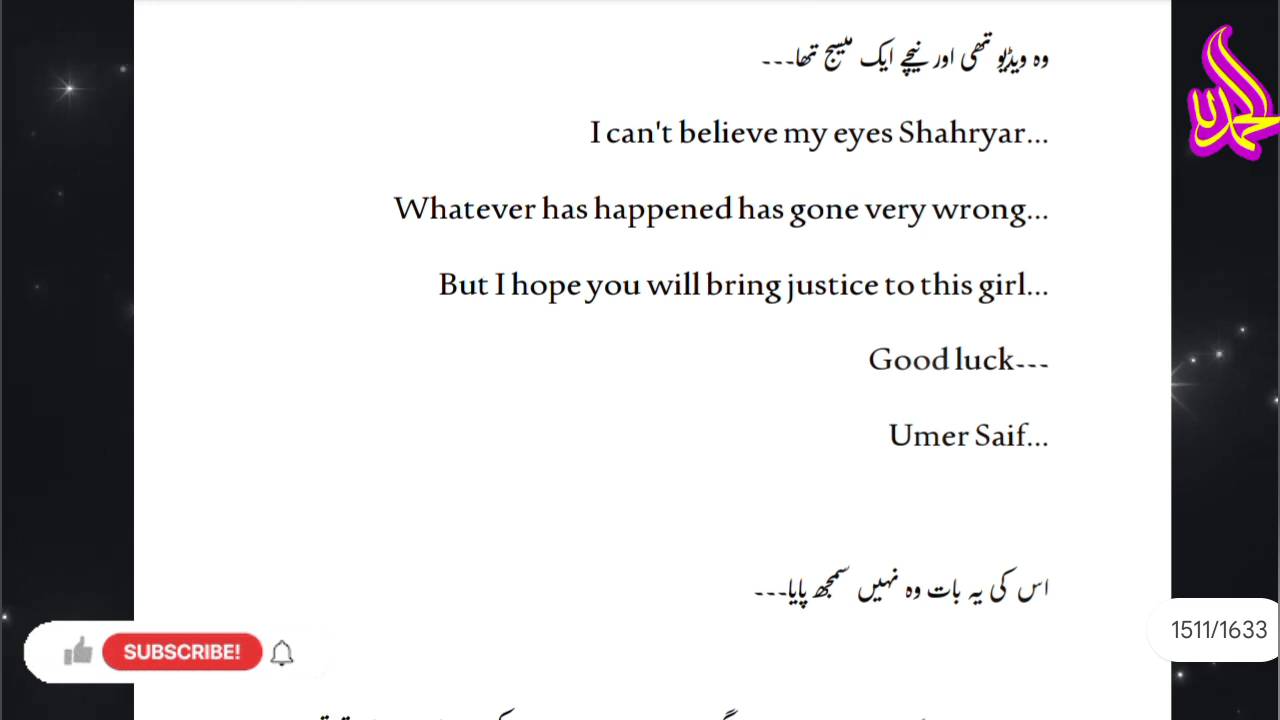 وہ ویڈیو تھی اور نیچے ایک میسج تھا---
I can't believe my eyes Shahryar...
Whatever has happened has gone very wrong...
But I hope you will bring justice to this girl...
Good luck---
Umer Saif...
اس کی یہ بات وہ نہیں سمجھ پایا---
SUBSCRIBE!
1511/1633